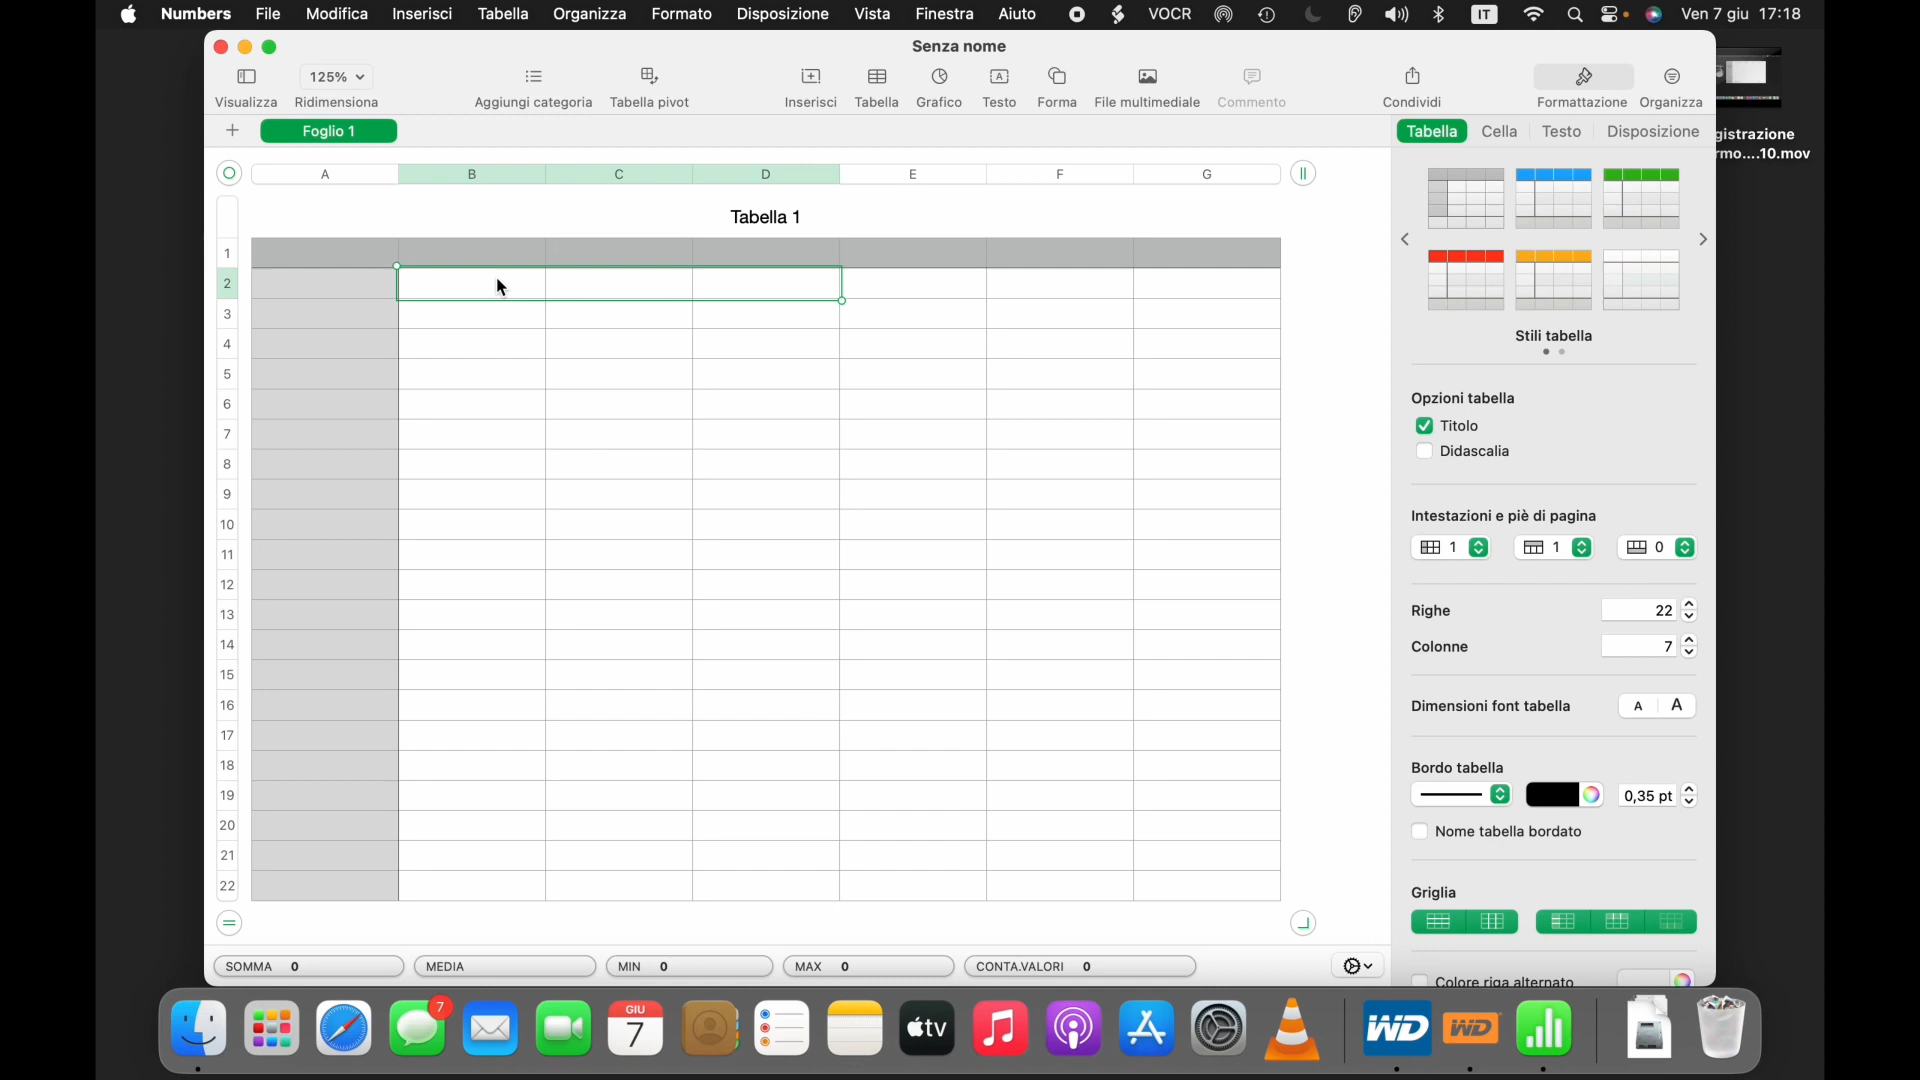 Numbers File Modifica Inserisci Tabella Organizza Formato Disposizione Vista Finestra Aiuto VOCR IT Ven 7 giu 17:18
Senza nome
125%
Visualizza Ridimensiona Aggiungi categoria Tabella pivot Inserisci Tabella Grafico Testo Forma File multimediale Commento Condividi Formattazione Organizza
Foglio 1
Tabella Cella Testo Disposizione
gistrazione
rmo....10.mov
A B C D E F G
Tabella 1
1
2
3
4
5
6
7
8
9
10
11
12
13
14
15
16
17
18
19
20
21
22
Stili tabella
Opzioni tabella
Titolo
Didascalia
Intestazioni e piè di pagina
1 1 0
Righe 22
Colonne 7
Dimensioni font tabella A A
Bordo tabella
0,35 pt
Nome tabella bordato
Griglia
Colore riga alternato
SOMMA 0 MEDIA MIN 0 MAX 0 CONTA.VALORI 0
7
GIU
7
tv
WD
WD